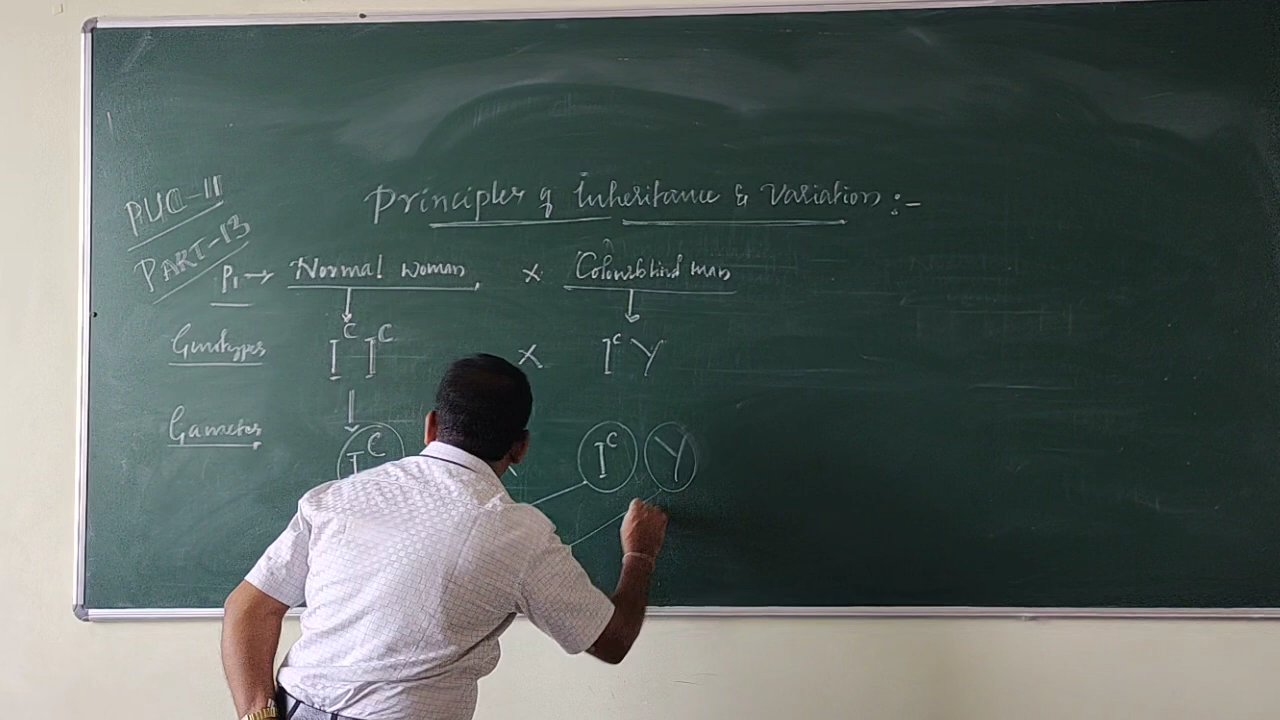 PUC-II
PART-13
Principles of Inheritance & Variation :-
P₁ → Normal woman × Colourblind man
Genotypes I^C I^C × I^c Y
Gametes I^C × I^c Y